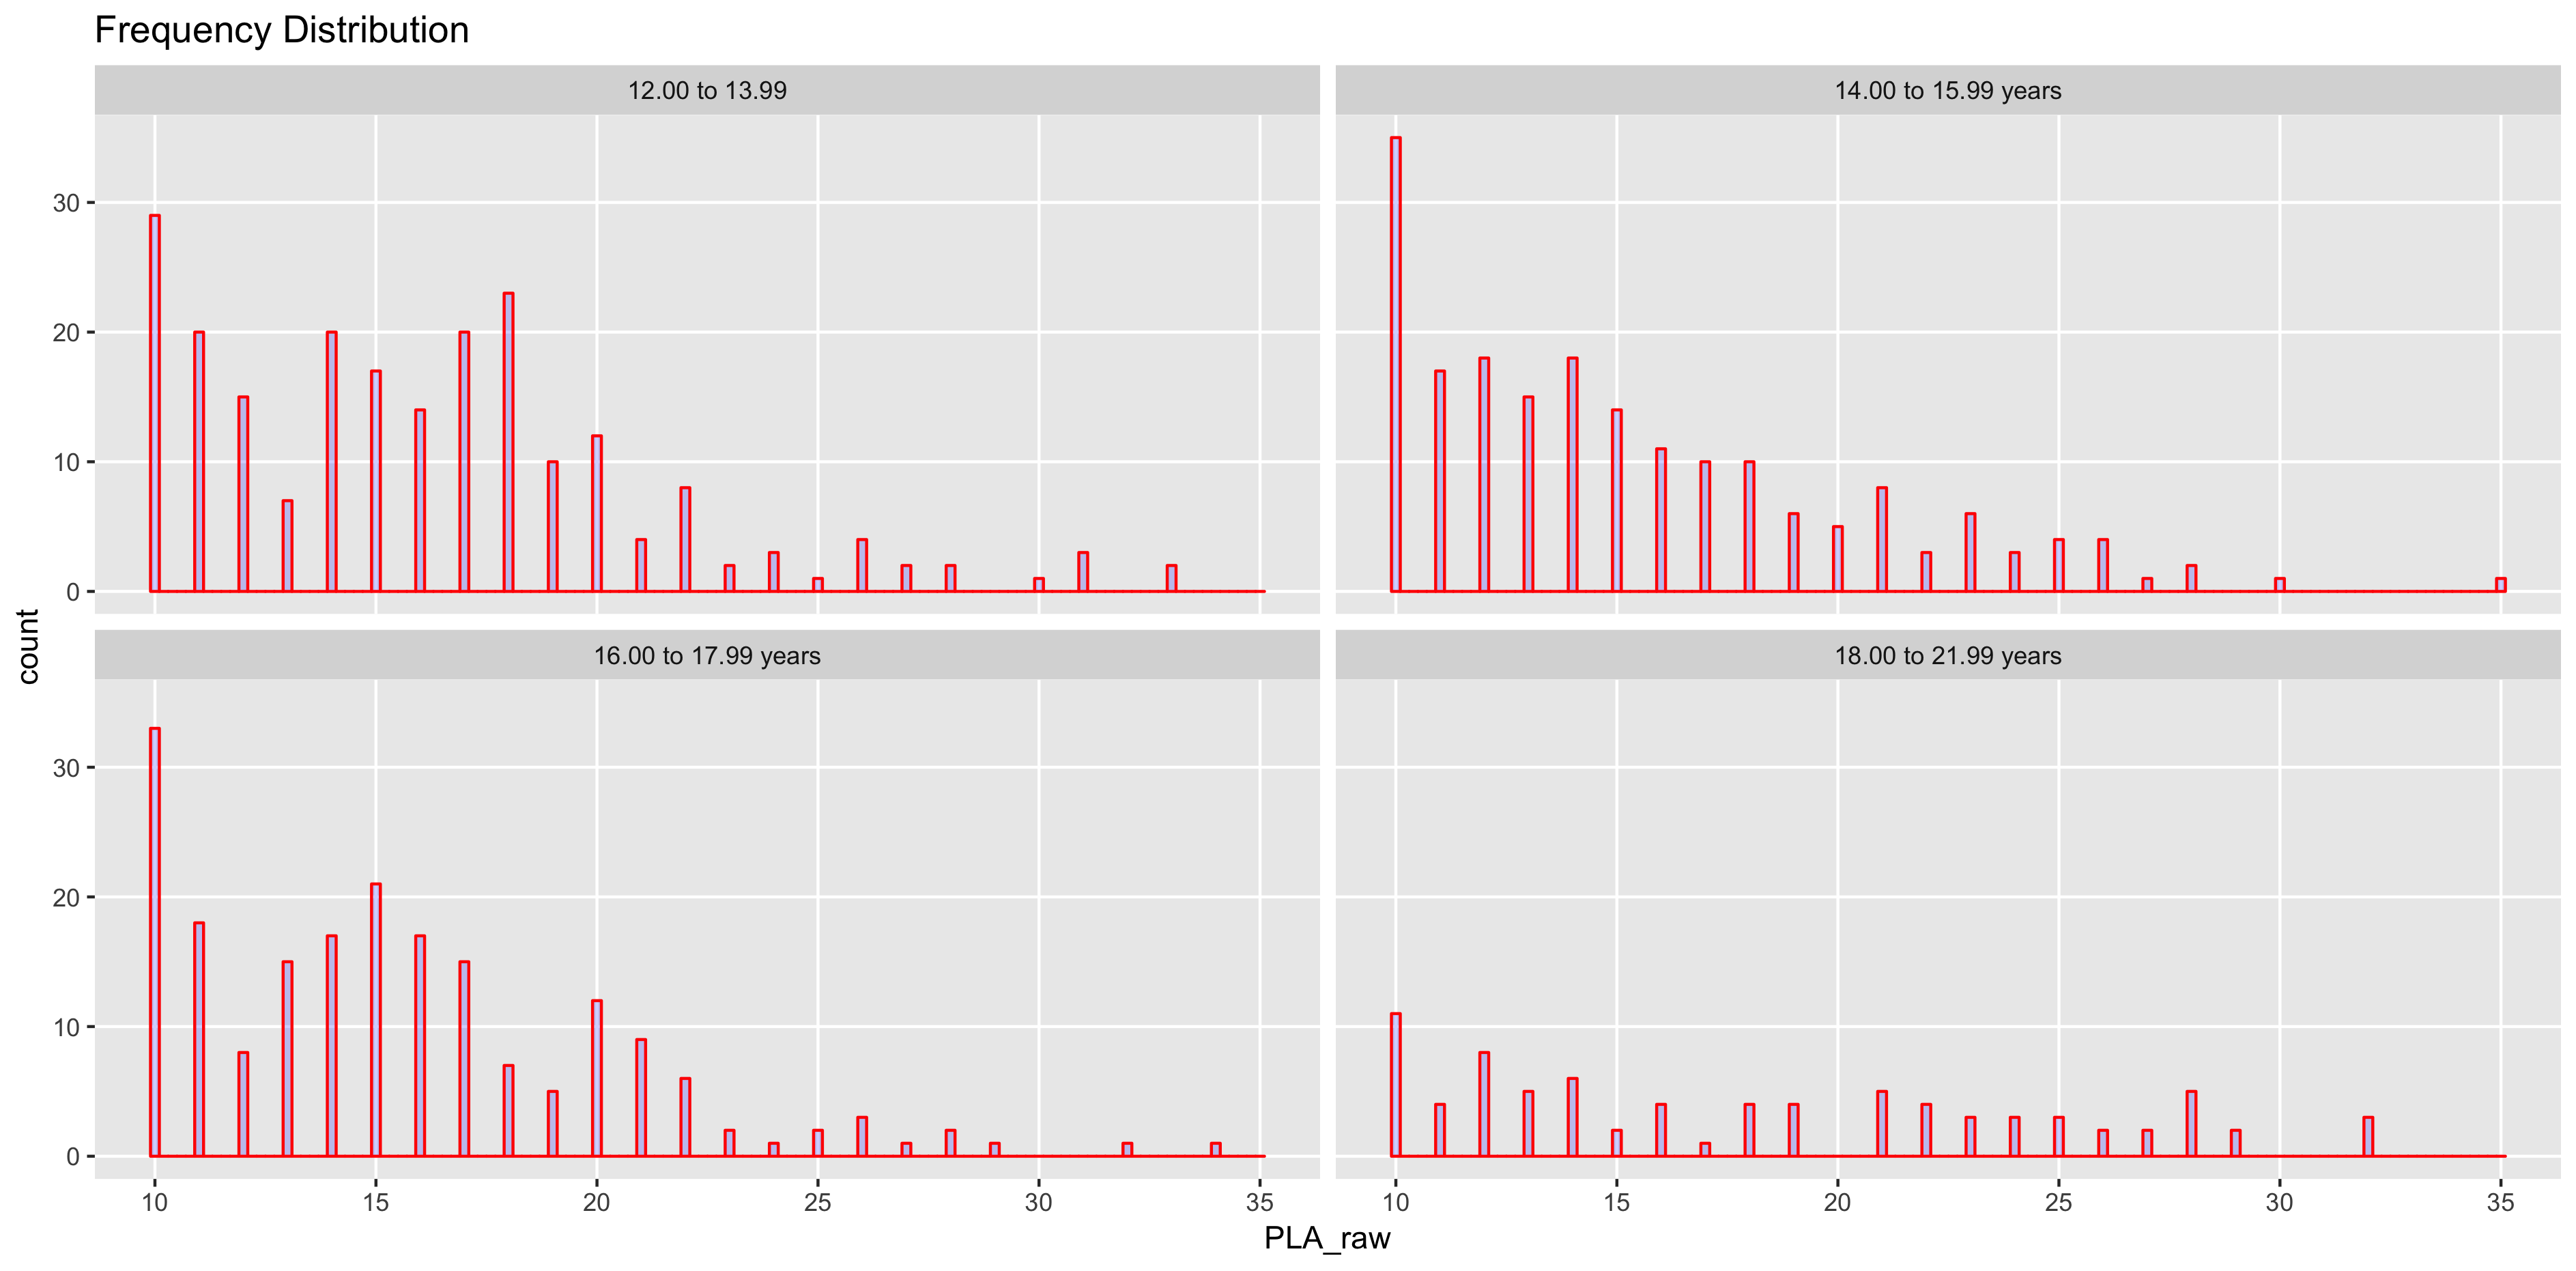 Frequency Distribution
12.00 to 13.99
14.00 to 15.99 years
30
20
10
0
count
16.00 to 17.99 years
18.00 to 21.99 years
30
20
10
0
10 15 20 25 30 35
10 15 20 25 30 35
PLA_raw